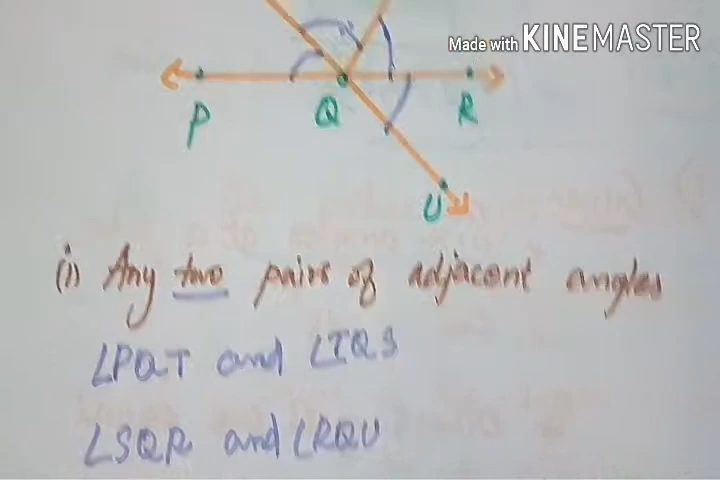 Made with KINEMASTER
P
Q
R
U
(i) Any two pairs of adjacent angles
∠PQT and ∠TQS
∠SQR and ∠RQU